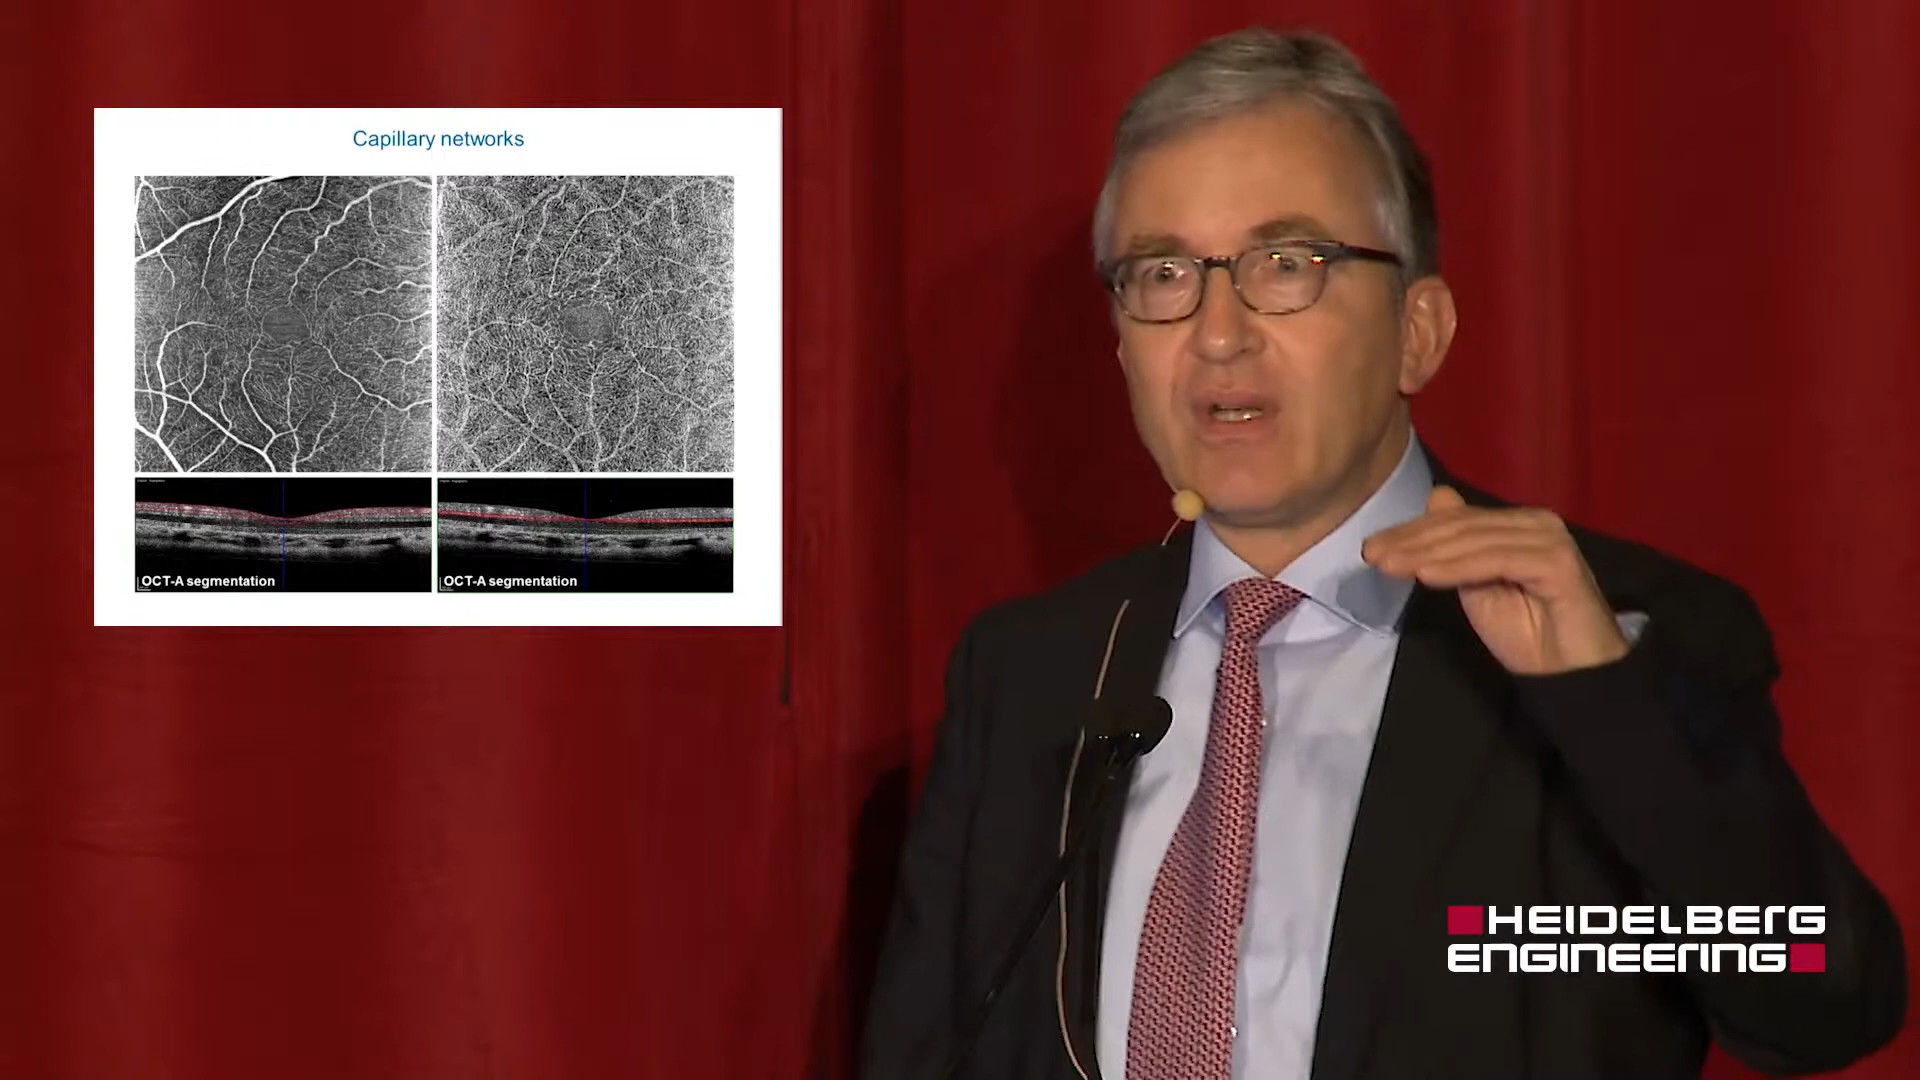 Capillary networks
OCT-A segmentation
OCT-A segmentation
HEIDELBERG
ENGINEERING